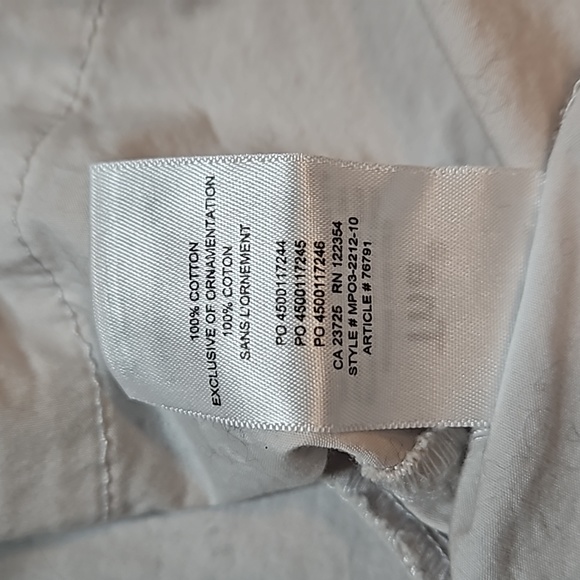 100% COTTON
EXCLUSIVE OF ORNAMENTATION
100% COTON
SANS L'ORNEMENT
PO 4500117244
PO 4500117245
PO 4500117246
CA 23725 RN 122354
STYLE # MPO3-2212-10
ARTICLE # 76791